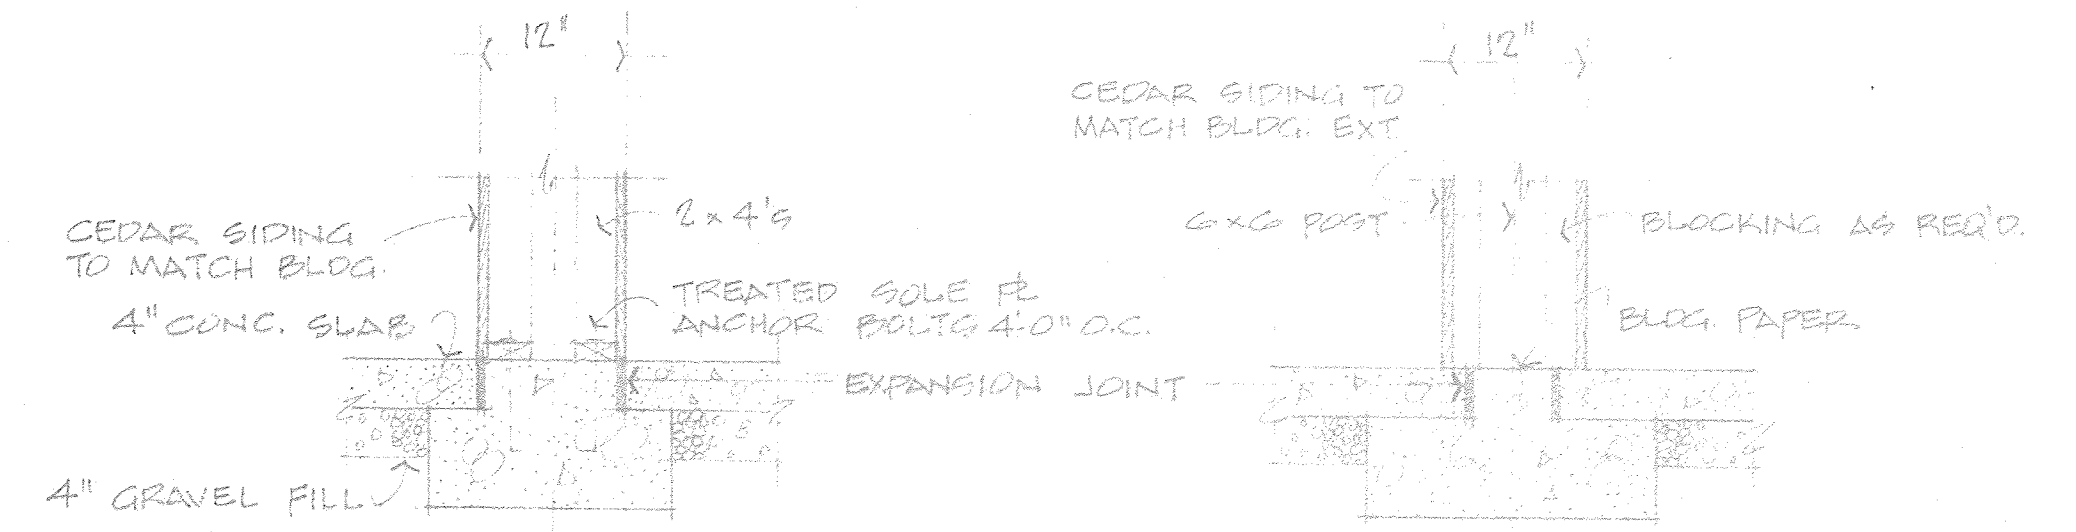 12"
CEDAR SIDING
TO MATCH BLDG.
4" CONC. SLAB
4" GRAVEL FILL
2 x 4's
TREATED SOLE PL
ANCHOR BOLTS 4'-0" O.C.
EXPANSION JOINT
12"
CEDAR SIDING TO
MATCH BLDG. EXT.
6x6 POST
BLOCKING AS REQ'D.
BLDG. PAPER